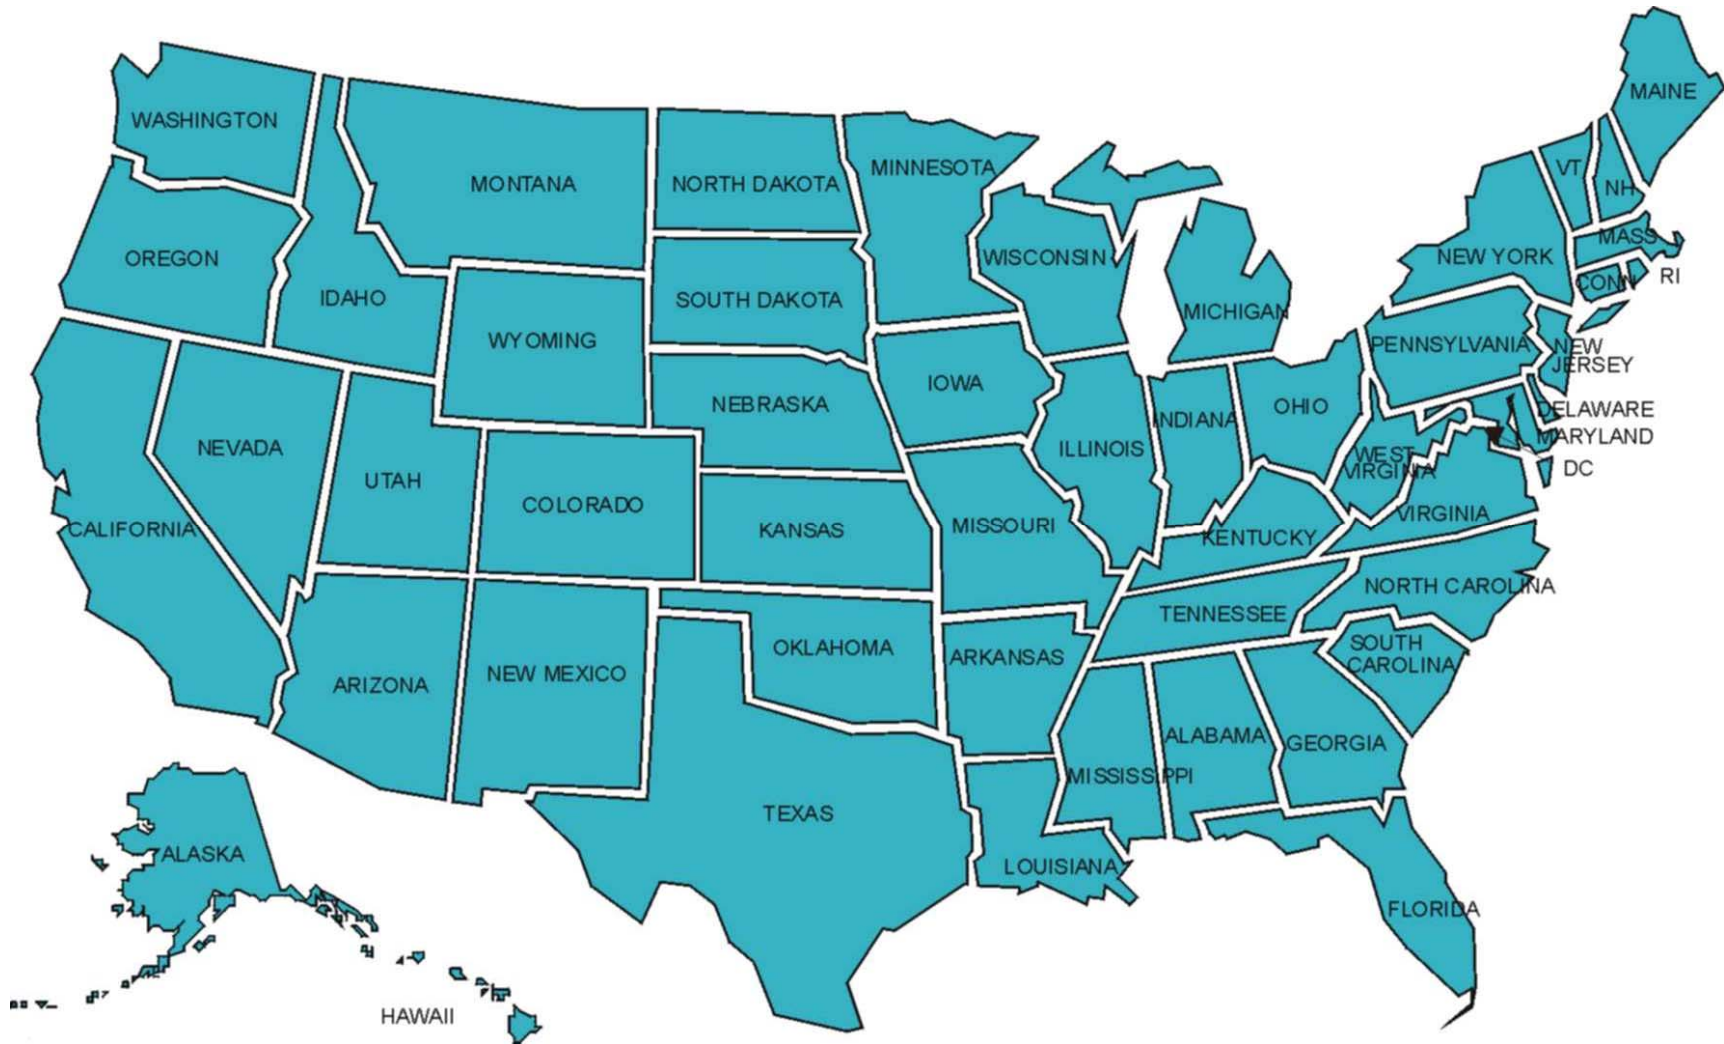 MAINE
WASHINGTON
VT
MINNESOTA
MONTANA
NORTH DAKOTA
NH
MASS
OREGON
WISCONSIN
NEW YORK
RI
CONN
IDAHO
SOUTH DAKOTA
MICHIGAN
WYOMING
PENNSYLVANIA
NEW
JERSEY
IOWA
NEBRASKA
OHIO
DELAWARE
INDIANA
MARYLAND
NEVADA
ILLINOIS
WEST
VIRGINIA
DC
UTAH
COLORADO
VIRGINIA
CALIFORNIA
KANSAS
MISSOURI
KENTUCKY
NORTH CAROLINA
TENNESSEE
OKLAHOMA
SOUTH
CAROLINA
ARKANSAS
NEW MEXICO
ARIZONA
ALABAMA
GEORGIA
MISSISSIPPI
TEXAS
ALASKA
LOUISIANA
FLORIDA
HAWAII